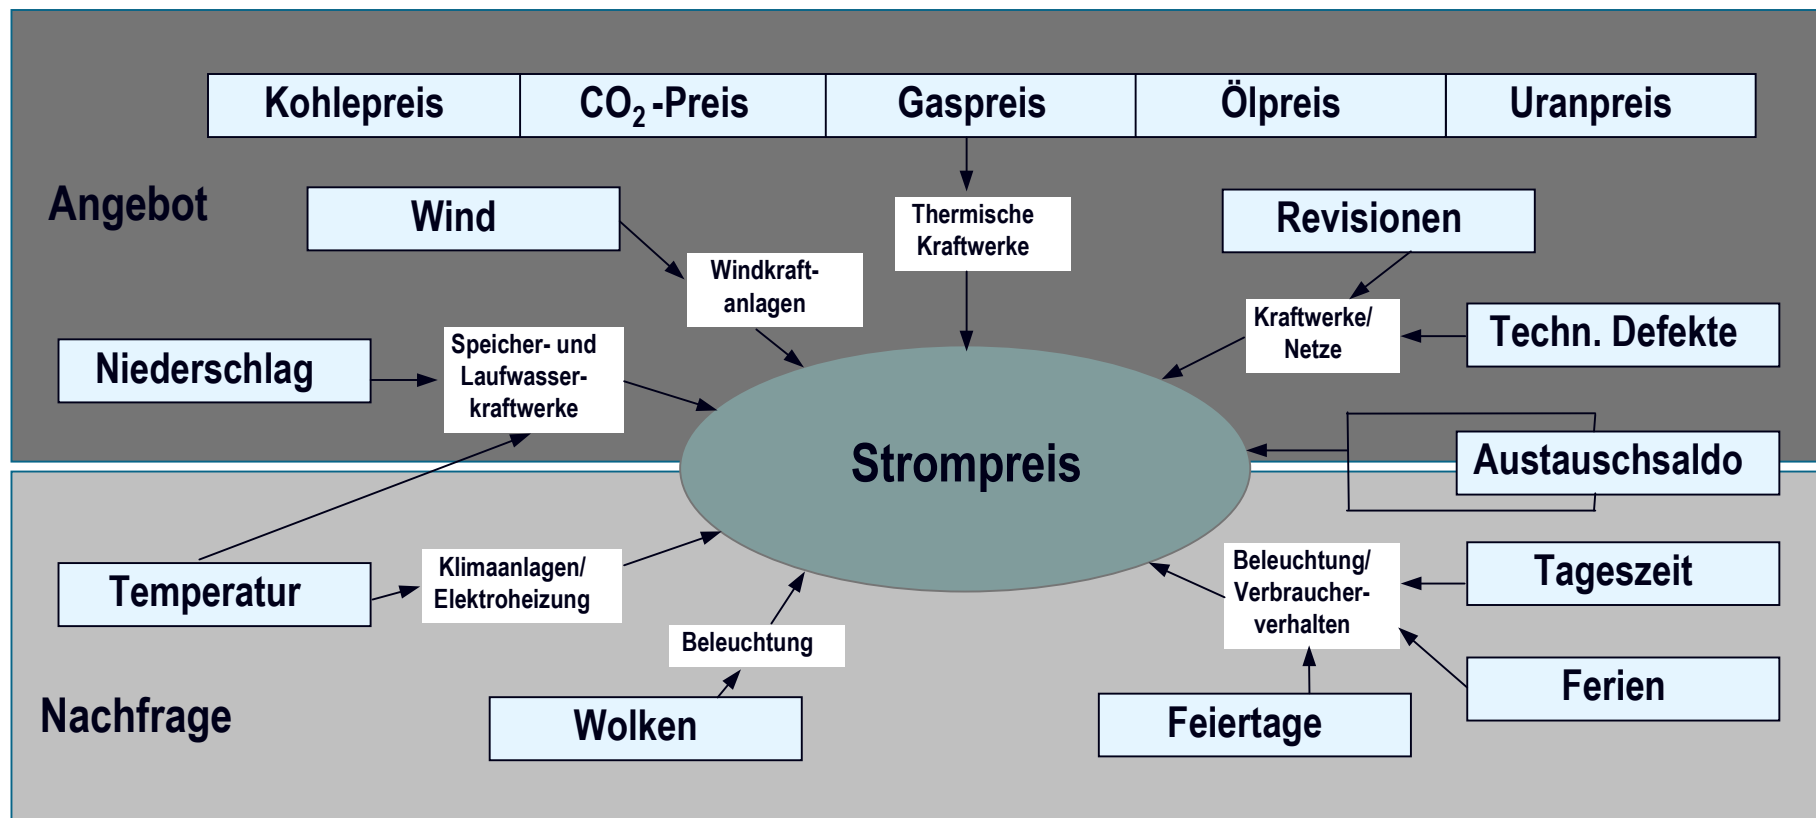 Kohlepreis
CO₂-Preis
Gaspreis
Ölpreis
Uranpreis
Angebot
Wind
Thermische
Kraftwerke
Revisionen
Windkraft-
anlagen
Kraftwerke/
Netze
Techn. Defekte
Niederschlag
Speicher- und
Laufwasser-
kraftwerke
Strompreis
Austauschsaldo
Temperatur
Klimaanlagen/
Elektroheizung
Beleuchtung/
Verbraucher-
verhalten
Tageszeit
Beleuchtung
Ferien
Nachfrage
Wolken
Feiertage